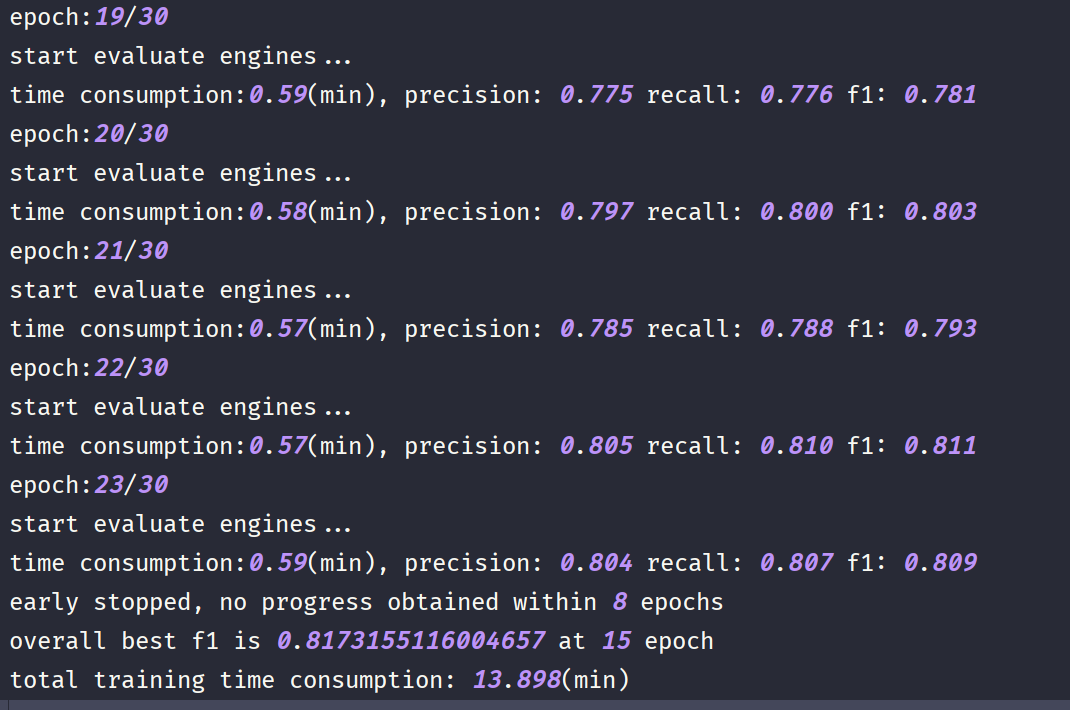 epoch:19/30
start evaluate engines...
time consumption:0.59(min), precision: 0.775 recall: 0.776 f1: 0.781
epoch:20/30
start evaluate engines...
time consumption:0.58(min), precision: 0.797 recall: 0.800 f1: 0.803
epoch:21/30
start evaluate engines...
time consumption:0.57(min), precision: 0.785 recall: 0.788 f1: 0.793
epoch:22/30
start evaluate engines...
time consumption:0.57(min), precision: 0.805 recall: 0.810 f1: 0.811
epoch:23/30
start evaluate engines...
time consumption:0.59(min), precision: 0.804 recall: 0.807 f1: 0.809
early stopped, no progress obtained within 8 epochs
overall best f1 is 0.8173155116004657 at 15 epoch
total training time consumption: 13.898(min)